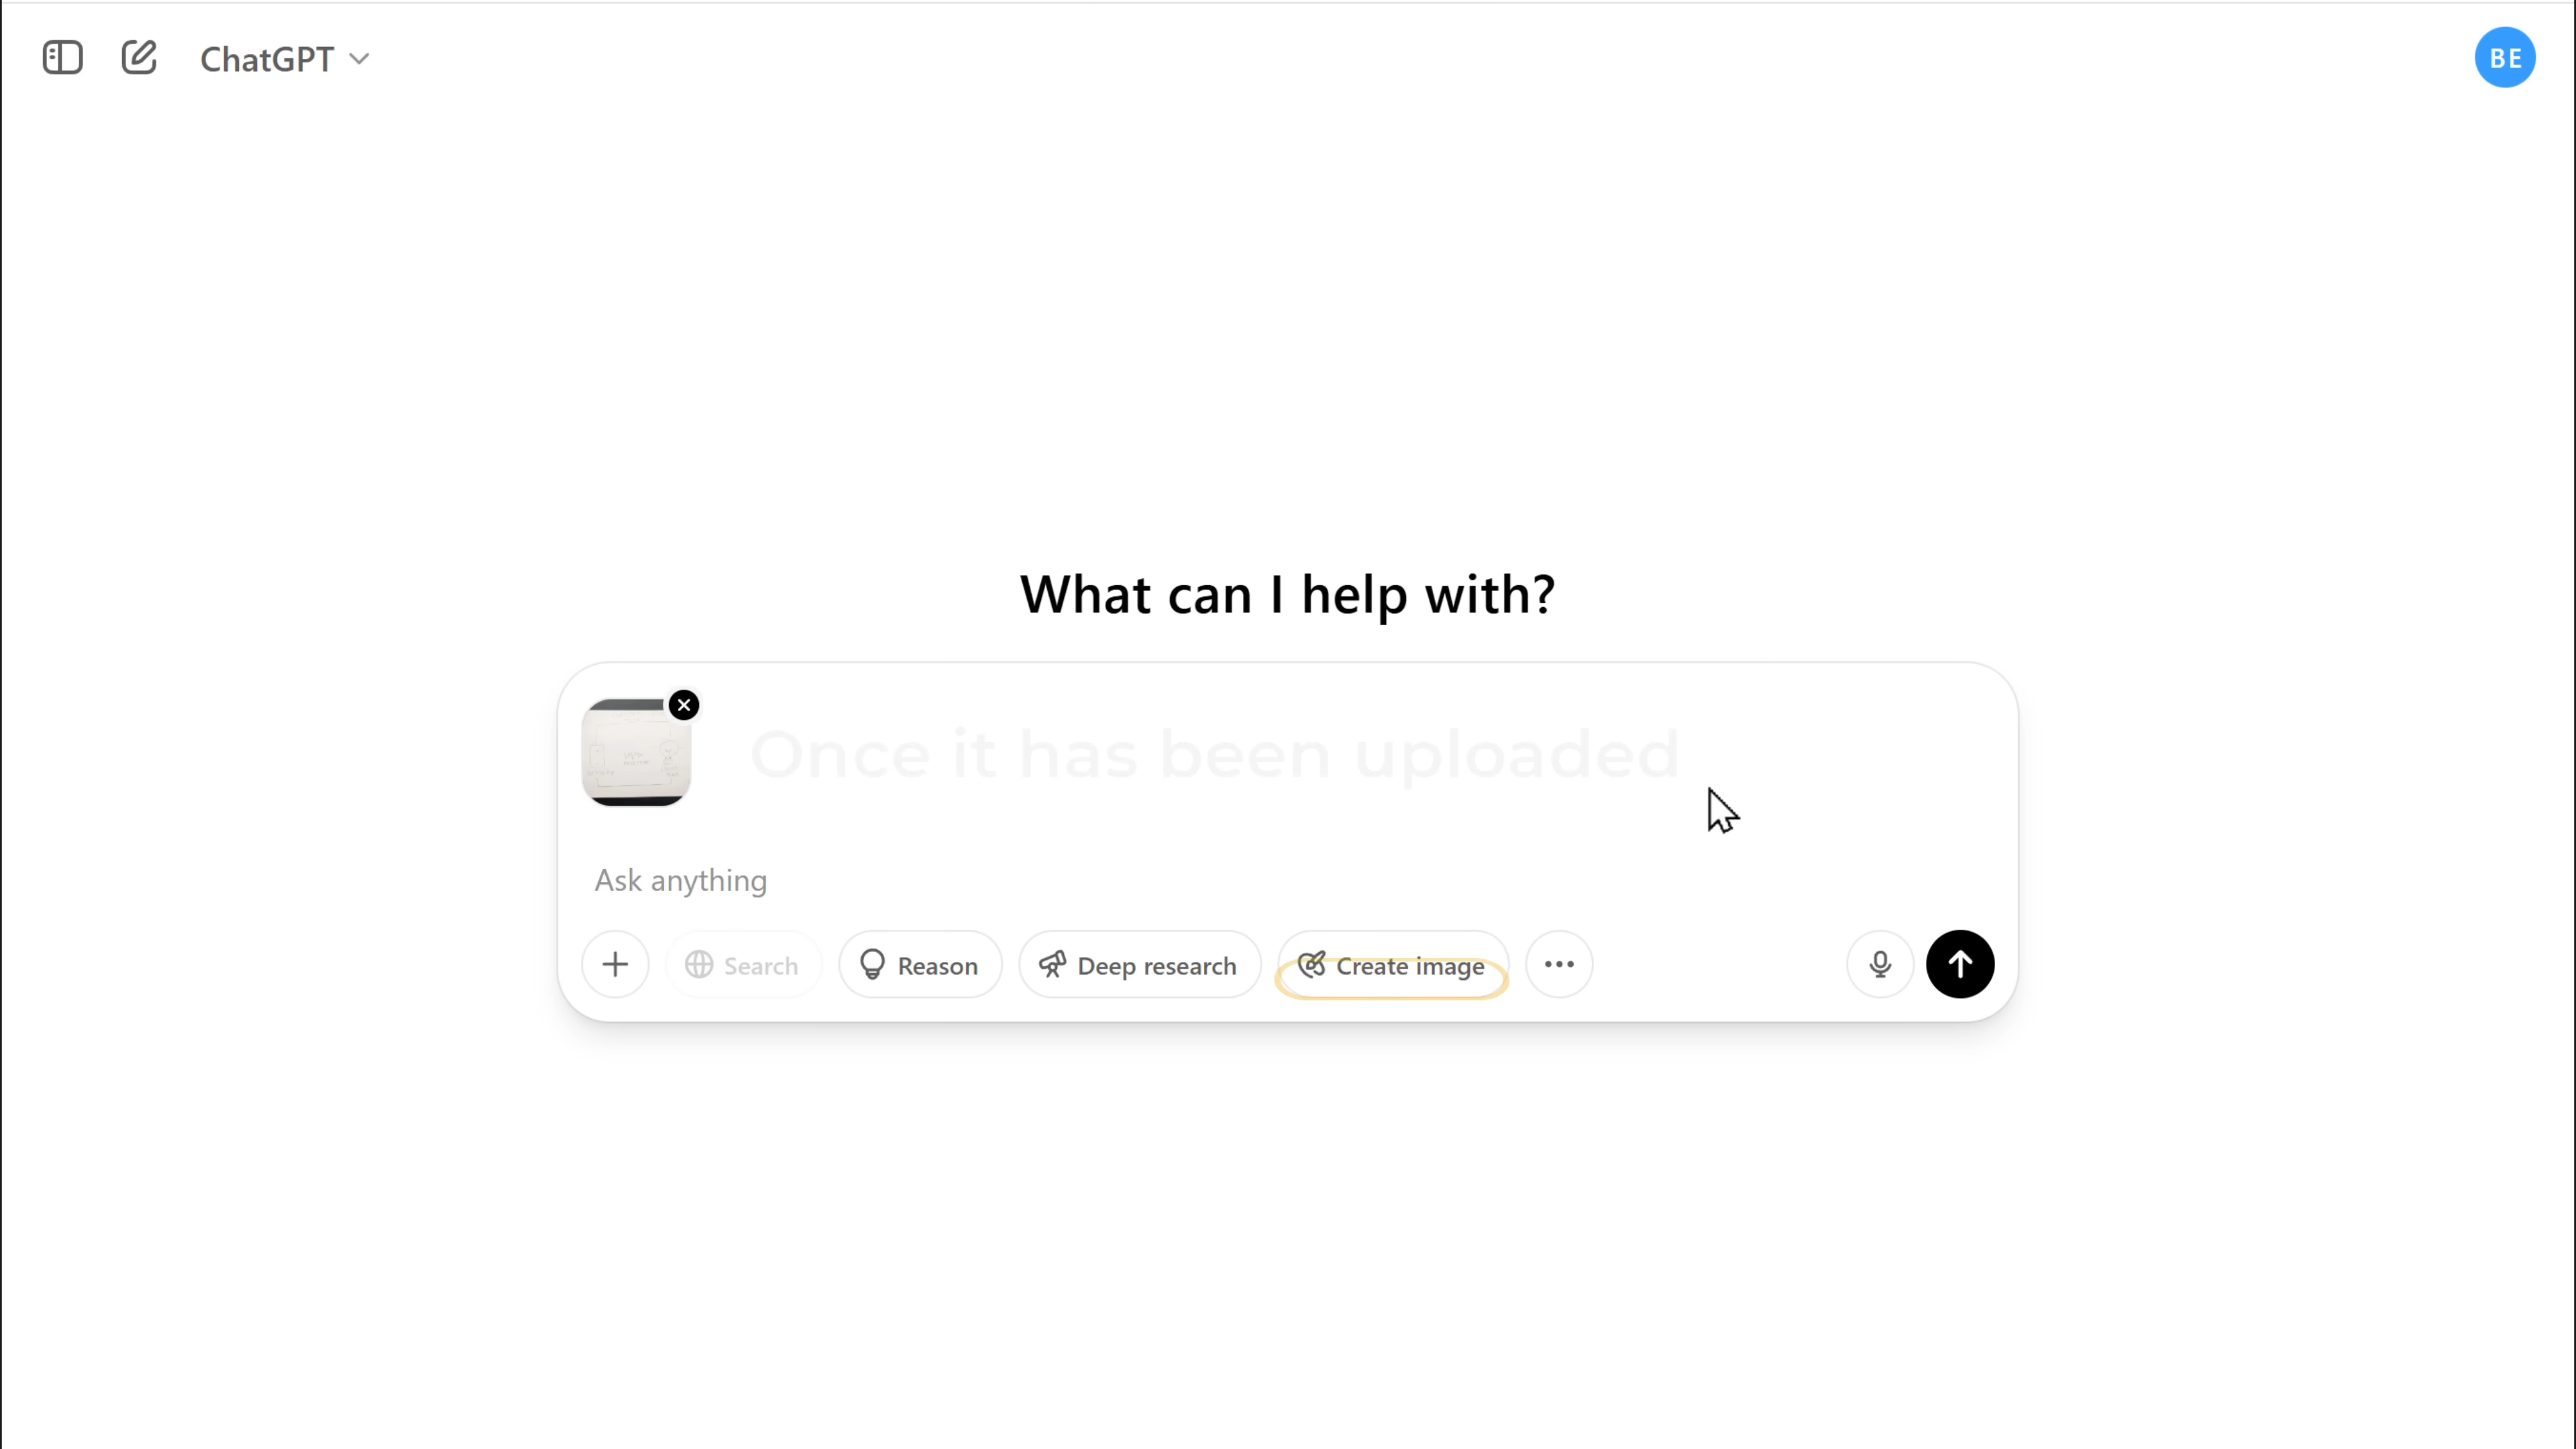 ChatGPT
BE
What can I help with?
Once it has been uploaded
Ask anything
Search
Reason
Deep research
Create image